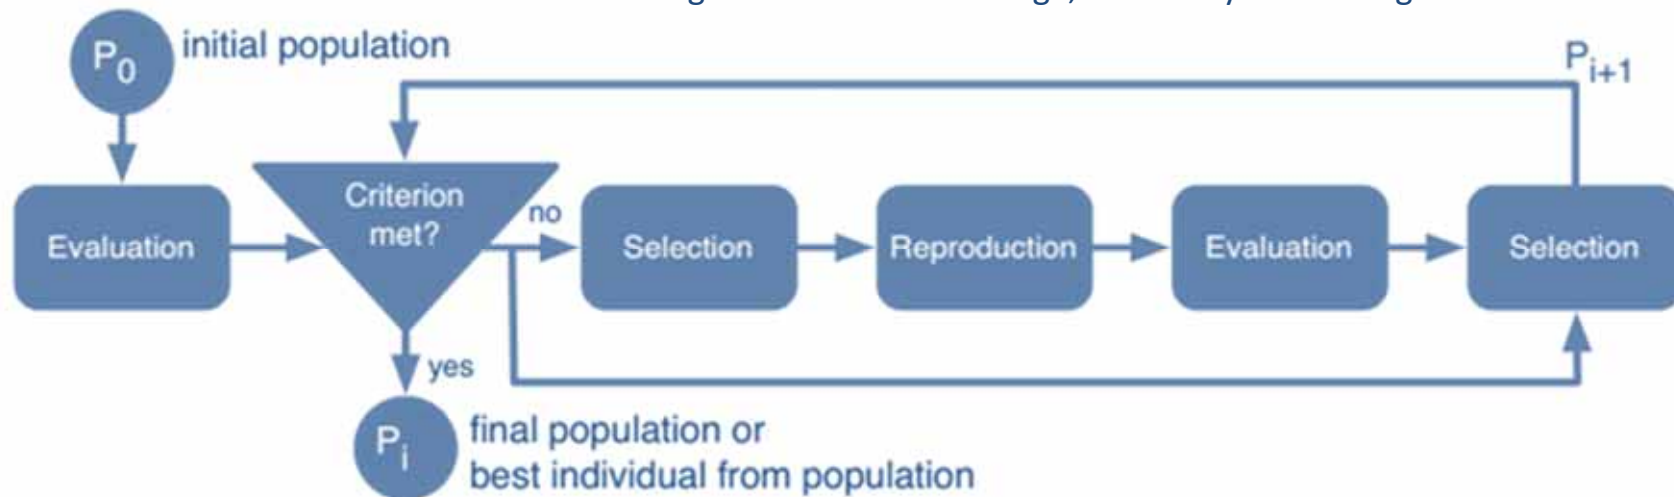 P0 initial population
Pi+1
Criterion
met?
no
Evaluation
Selection
Reproduction
Evaluation
Selection
yes
Pi
final population or
best individual from population